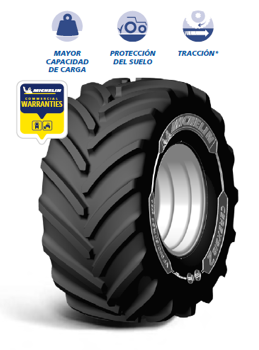 MAYOR
CAPACIDAD
DE CARGA
PROTECCIÓN
DEL SUELO
TRACCIÓN*
MICHELIN
COMMERCIAL
WARRANTIES
MICHELIN